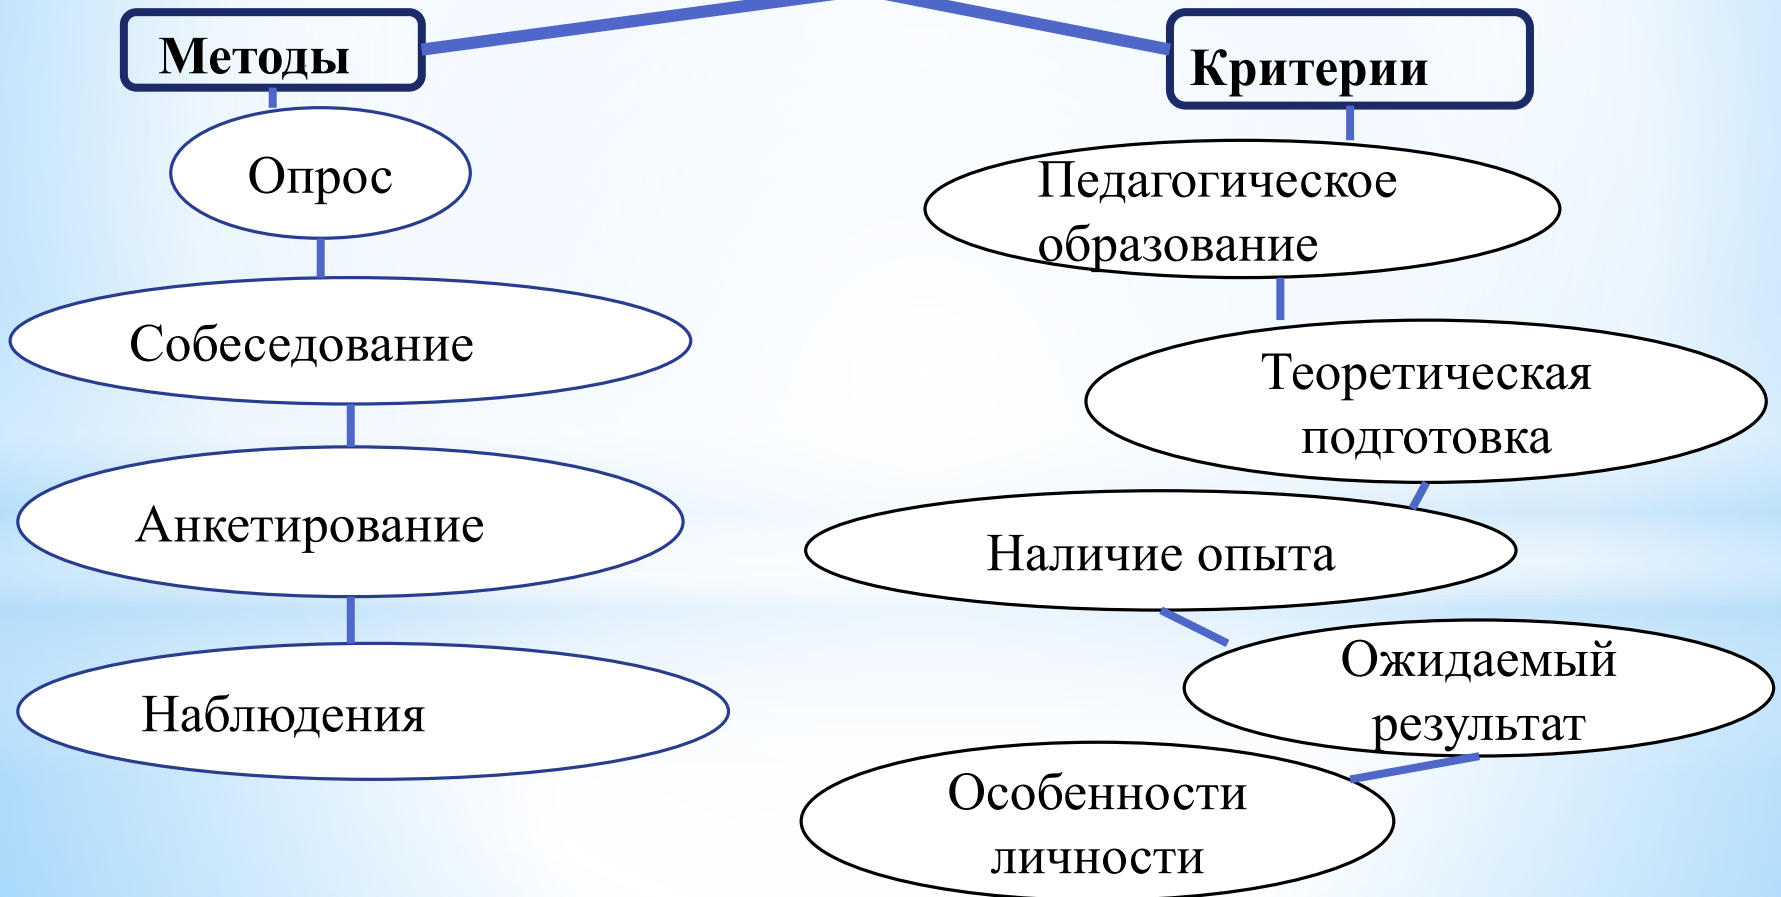 Методы
Опрос
Собеседование
Анкетирование
Наблюдения
Критерии
Педагогическое
образование
Теоретическая
подготовка
Наличие опыта
Ожидаемый
результат
Особенности
личности